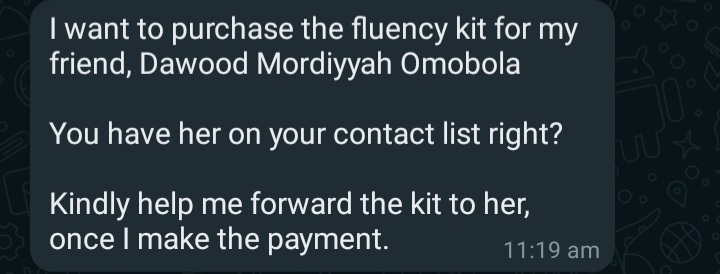 I want to purchase the fluency kit for my
friend, Dawood Mordiyyah Omobola
You have her on your contact list right?
Kindly help me forward the kit to her,
once I make the payment.
11:19 am